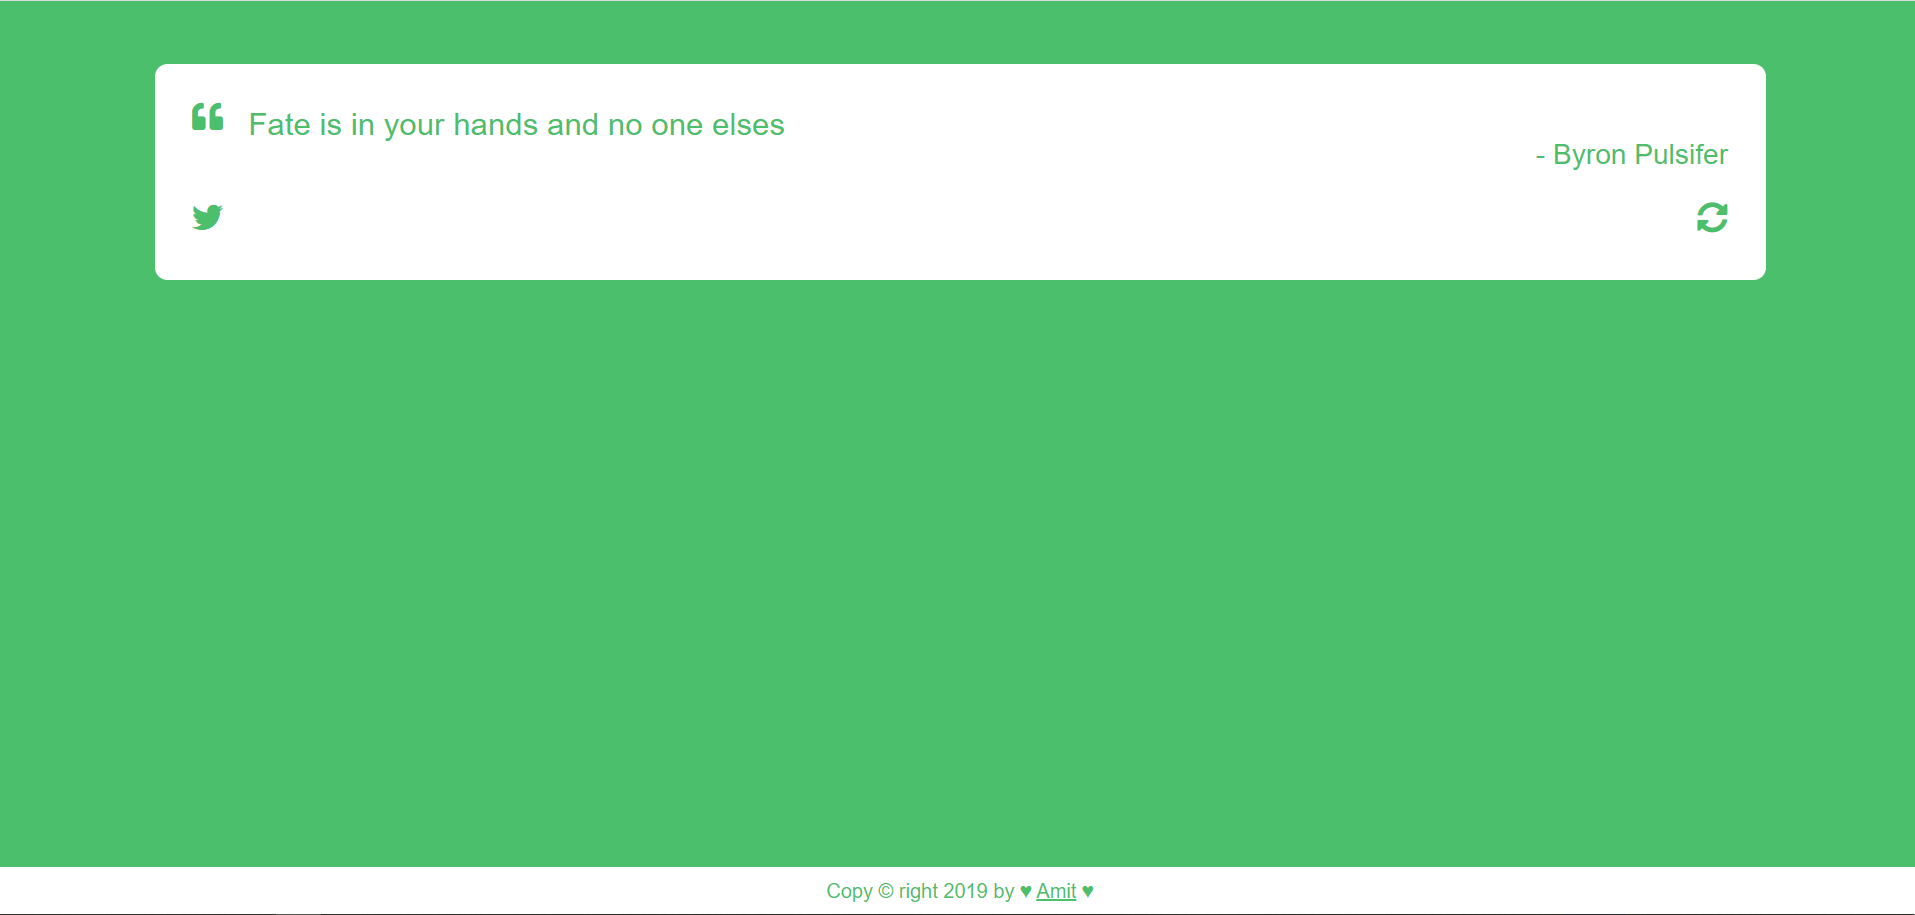 Fate is in your hands and no one elses
- Byron Pulsifer
Copy © right 2019 by ♥ Amit ♥